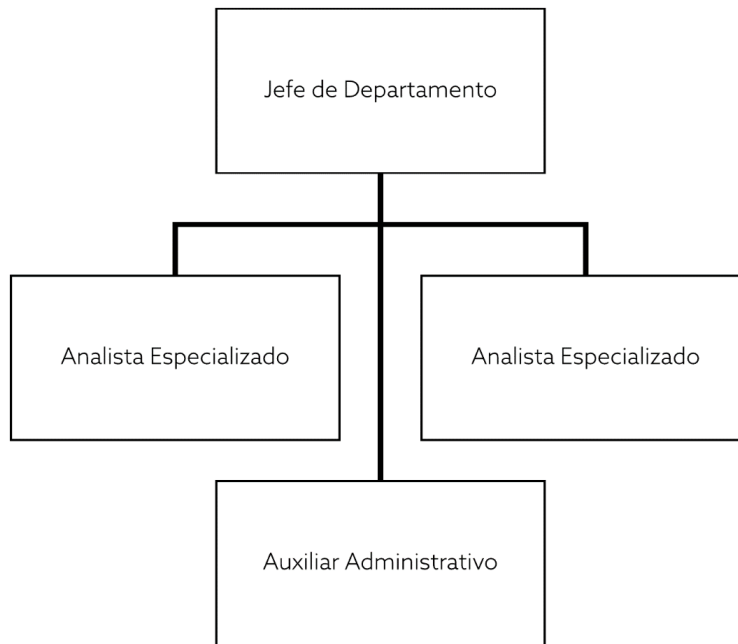 Jefe de Departamento
Analista Especializado
Analista Especializado
Auxiliar Administrativo